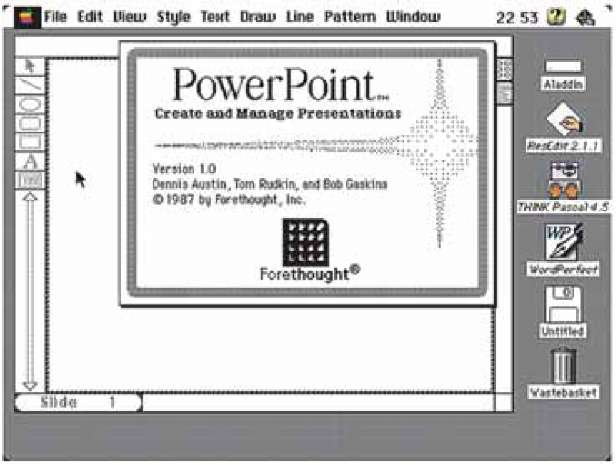 File Edit View Style Text Draw Line Pattern Window 22 53
PowerPoint™
Create and Manage Presentations
Version 1.0
Dennis Austin, Tom Rudkin, and Bob Gaskins
© 1987 by Forethought, Inc.
Forethought®
A
Slide 1
Aladdin
ResEdit 2.1.1
THINK Pascal 4.5
WP
WordPerfect
Untitled
Wastebasket